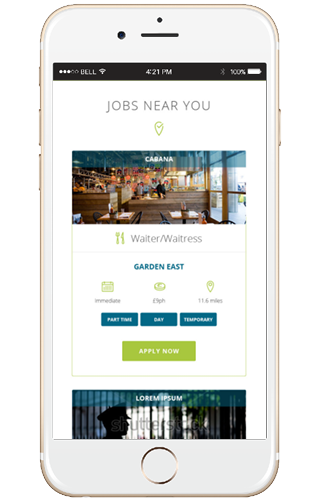 BELL 4:21 PM 100%
JOBS NEAR YOU
CABANA
Waiter/Waitress
GARDEN EAST
Immediate £9ph 11.6 miles
PART TIME DAY TEMPORARY
APPLY NOW
LOREM IPSUM
shutterstock